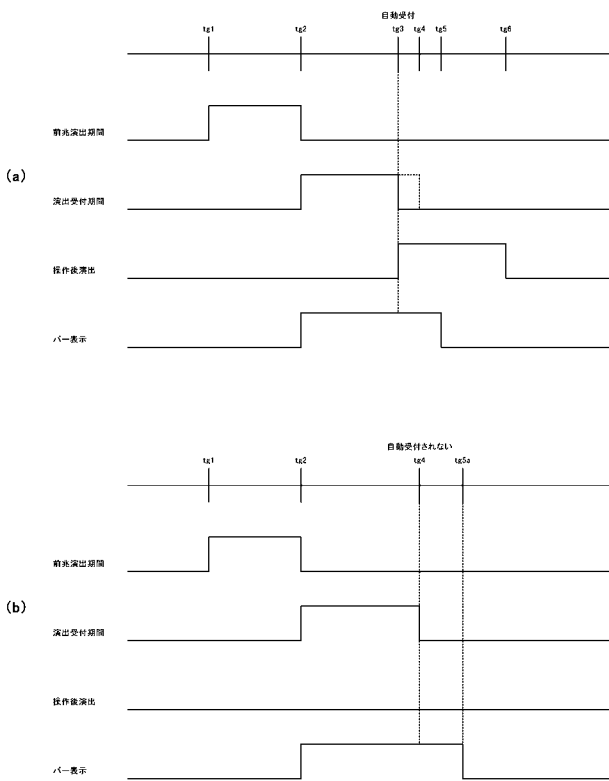 自動受付
tg1 tg2 tg3 tg4 tg5 tg6
前兆演出期間
(a)
演出受付期間
操作後演出
バー表示
自動受付されない
tg1 tg2 tg4 tg5a
前兆演出期間
(b)
演出受付期間
操作後演出
バー表示